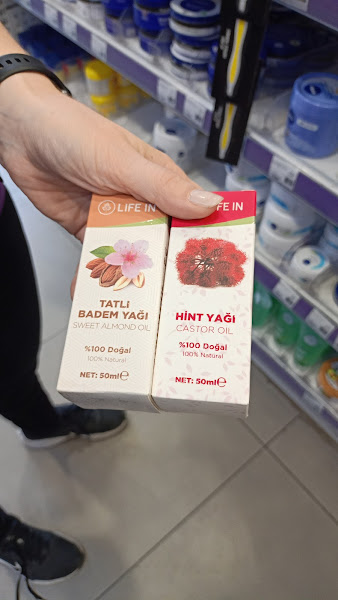 LIFE IN
TATLI
BADEM YAĞI
SWEET ALMOND OIL
%100 Doğal
100% Natural
NET: 50ml℮
FE IN
HİNT YAĞI
CASTOR OIL
%100 Doğal
100% Natural
NET: 50ml℮